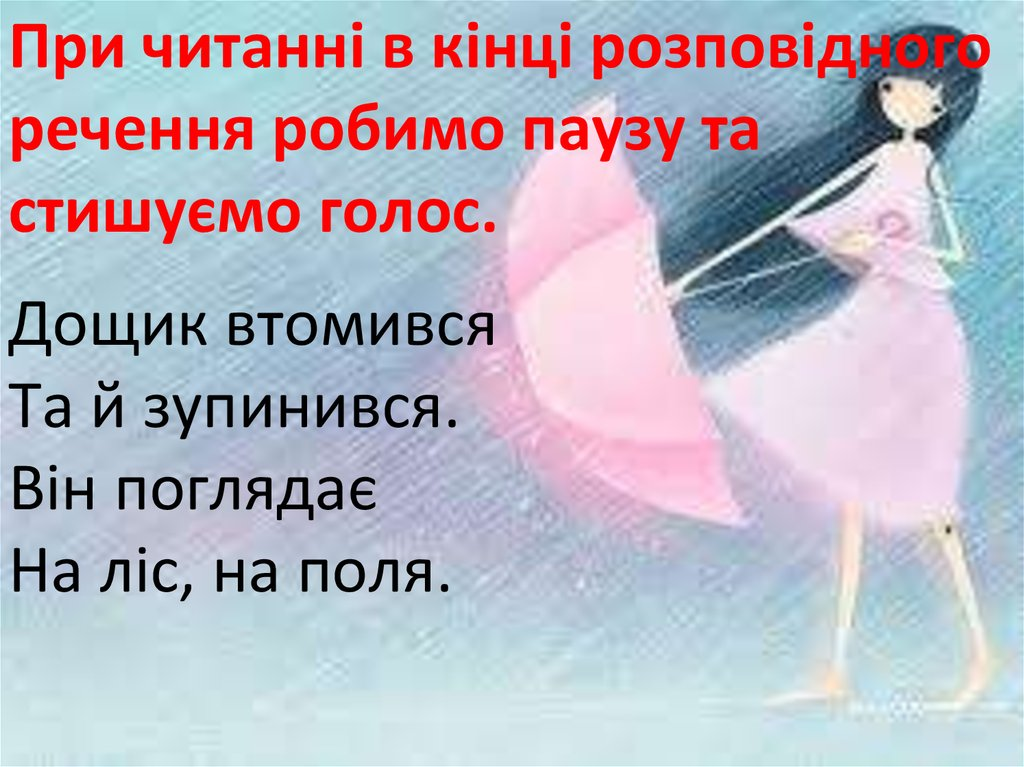 При читанні в кінці розповідного
речення робимо паузу та
стишуємо голос.
Дощик втомився
Та й зупинився.
Він поглядає
На ліс, на поля.